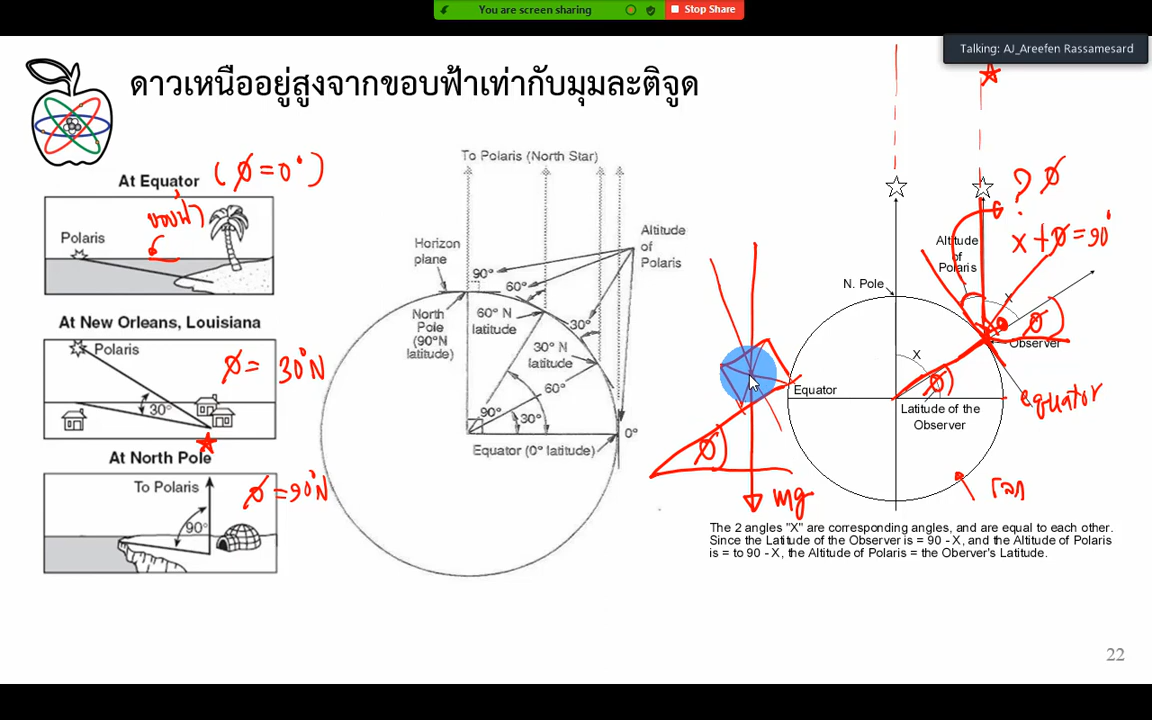 You are screen sharing
Stop Share
Talking: AJ_Areefen Rassamesard
ดาวเหนืออยู่สูงจากขอบฟ้าเท่ากับมุมละติจูด
At Equator (ϕ = 0°)
ขอบฟ้า
Polaris
At New Orleans, Louisiana
Polaris
ϕ = 30°N
30°
At North Pole
To Polaris
ϕ = 90°N
90°
To Polaris (North Star)
Horizon
plane
Altitude
of
Polaris
90°
60°
30°
North
Pole
(90°N
latitude)
60° N
latitude
30° N
latitude
60°
90°
30°
0°
Equator (0° latitude)
? ϕ
x + ϕ = 90°
Altitude
of
Polaris
N. Pole
X
X
ϕ
Observer
ϕ
Equator
equator
Latitude of the
Observer
ϕ
mg
โลก
The 2 angles "X" are corresponding angles, and are equal to each other.
Since the Latitude of the Observer is = 90 - X, and the Altitude of Polaris
is = to 90 - X, the Altitude of Polaris = the Oberver's Latitude.
22